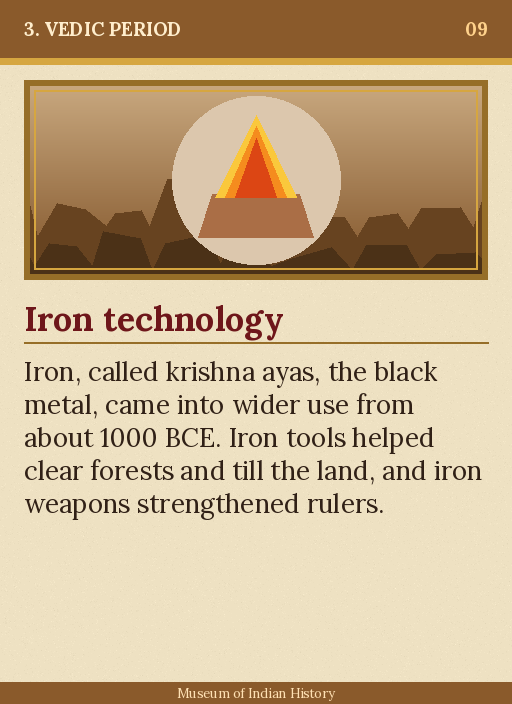 3. VEDIC PERIOD 09
Iron technology
Iron, called krishna ayas, the black
metal, came into wider use from
about 1000 BCE. Iron tools helped
clear forests and till the land, and iron
weapons strengthened rulers.
Museum of Indian History